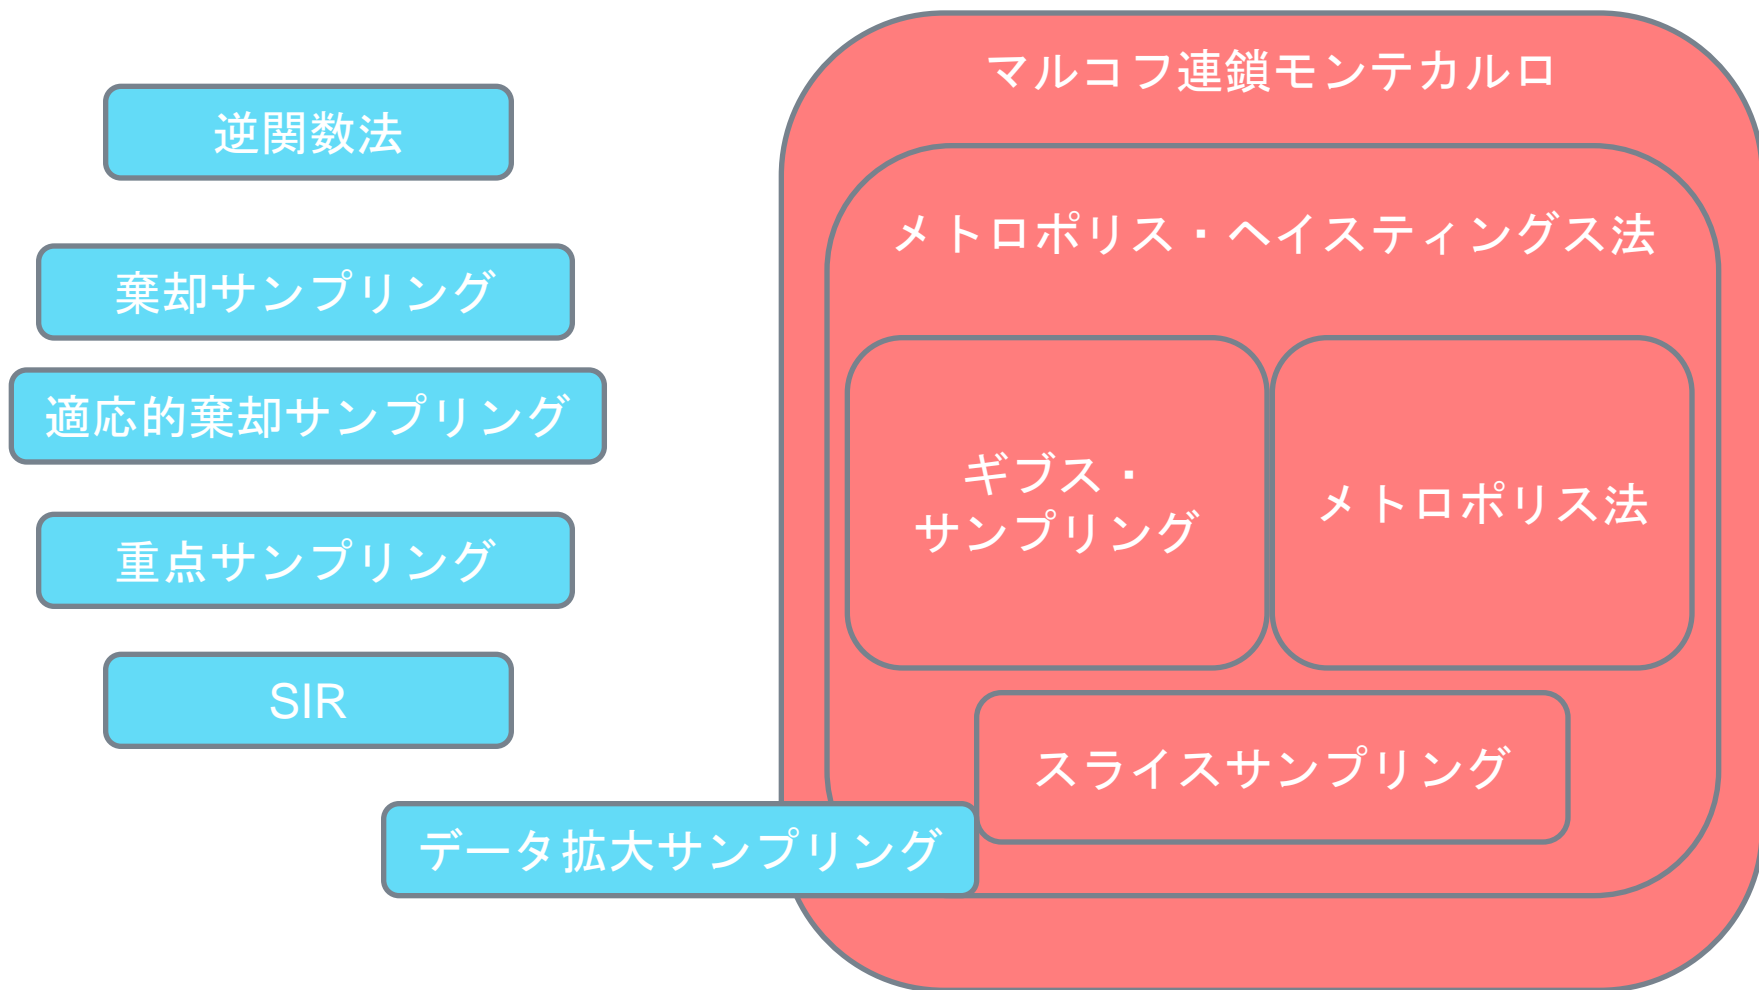 逆関数法
棄却サンプリング
適応的棄却サンプリング
重点サンプリング
SIR
データ拡大サンプリング
マルコフ連鎖モンテカルロ
メトロポリス・ヘイスティングス法
ギブス・
サンプリング
メトロポリス法
スライスサンプリング